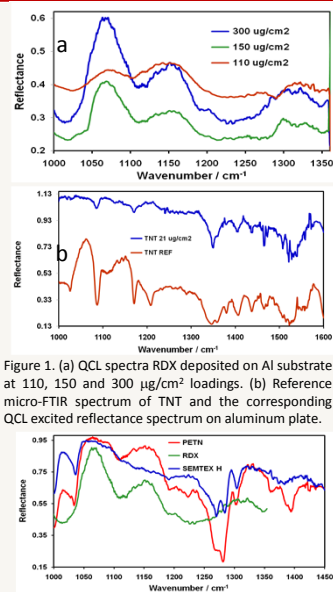 0.6
0.5
0.4
0.3
0.2
Reflectance
a
300 ug/cm2
150 ug/cm2
110 ug/cm2
1000 1050 1100 1150 1200 1250 1300 1350
Wavenumber / cm⁻¹
1.13
0.93
0.73
0.53
0.33
0.13
Reflectance
b
TNT 21 ug/cm2
TNT REF
1000 1100 1200 1300 1400 1500 1600
Wavenumber / cm⁻¹
Figure 1. (a) QCL spectra RDX deposited on Al substrate
at 110, 150 and 300 μg/cm² loadings. (b) Reference
micro-FTIR spectrum of TNT and the corresponding
QCL excited reflectance spectrum on aluminum plate.
0.95
0.75
0.55
0.35
0.15
Reflectance
PETN
RDX
SEMTEX H
1000 1050 1100 1150 1200 1250 1300 1350 1400 1450
Wavenumber / cm⁻¹